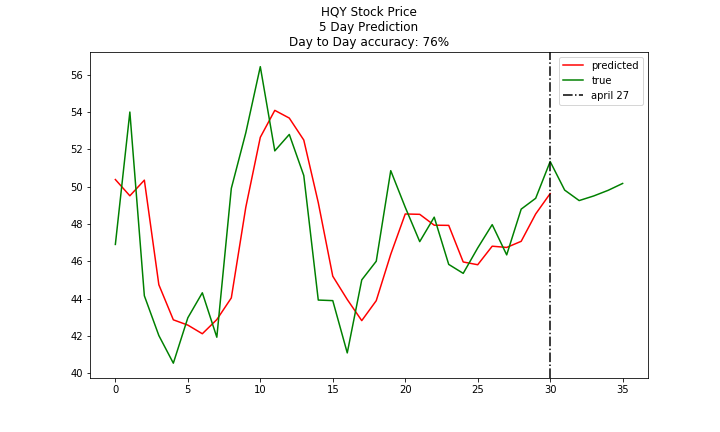 HQY Stock Price
5 Day Prediction
Day to Day accuracy: 76%
predicted
true
april 27
56
54
52
50
48
46
44
42
40
0 5 10 15 20 25 30 35